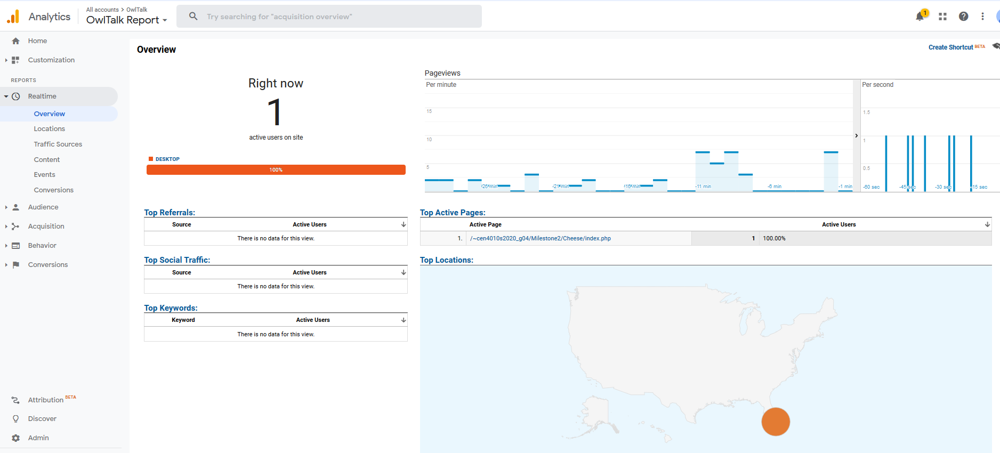 Analytics
All accounts > OwlTalk
OwlTalk Report
Try searching for "acquisition overview"
1
Home
Customization
REPORTS
Realtime
Overview
Locations
Traffic Sources
Content
Events
Conversions
Audience
Acquisition
Behavior
Conversions
Attribution BETA
Discover
Admin
Overview
Create Shortcut BETA
Right now
1
active users on site
DESKTOP
100%
Pageviews
Per minute
15
10
5
-26 min
-21 min
-16 min
-11 min
-6 min
-1 min
Per second
1.5
1
0.5
-60 sec
-45 sec
-30 sec
-15 sec
Top Referrals:
Source Active Users
There is no data for this view.
Top Social Traffic:
Source Active Users
There is no data for this view.
Top Keywords:
Keyword Active Users
There is no data for this view.
Top Active Pages:
Active Page Active Users
1. /~cen4010s2020_g04/Milestone2/Cheese/index.php 1 100.00%
Top Locations: